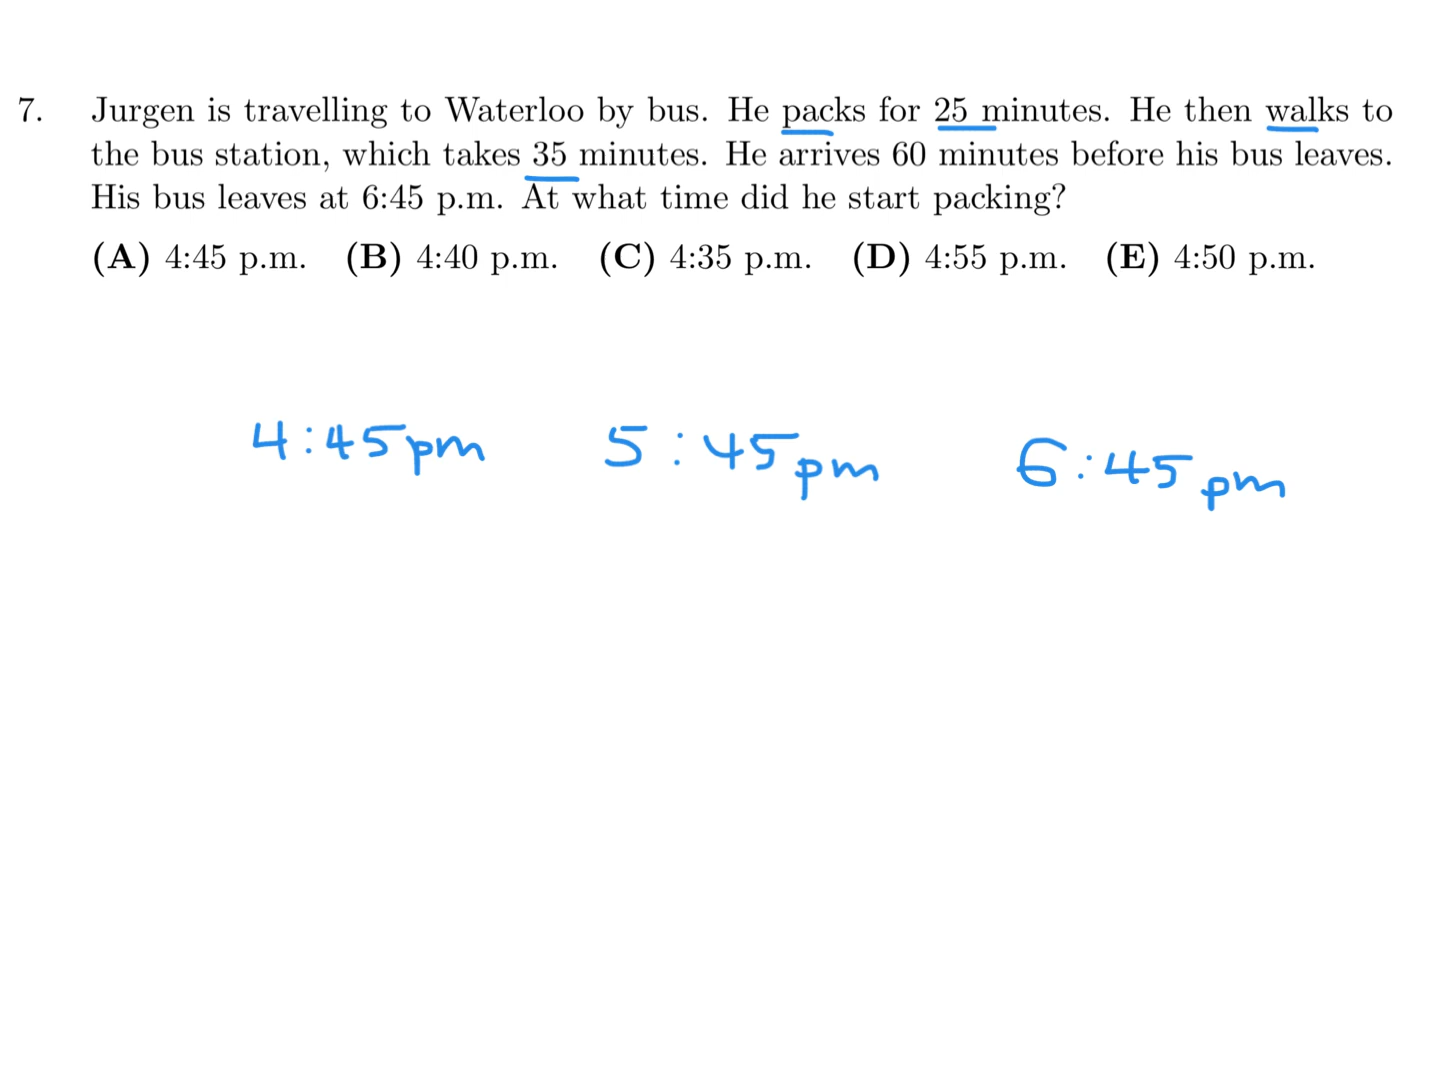 7. Jurgen is travelling to Waterloo by bus. He packs for 25 minutes. He then walks to
the bus station, which takes 35 minutes. He arrives 60 minutes before his bus leaves.
His bus leaves at 6:45 p.m. At what time did he start packing?
(A) 4:45 p.m. (B) 4:40 p.m. (C) 4:35 p.m. (D) 4:55 p.m. (E) 4:50 p.m.
4:45pm 5:45pm 6:45pm